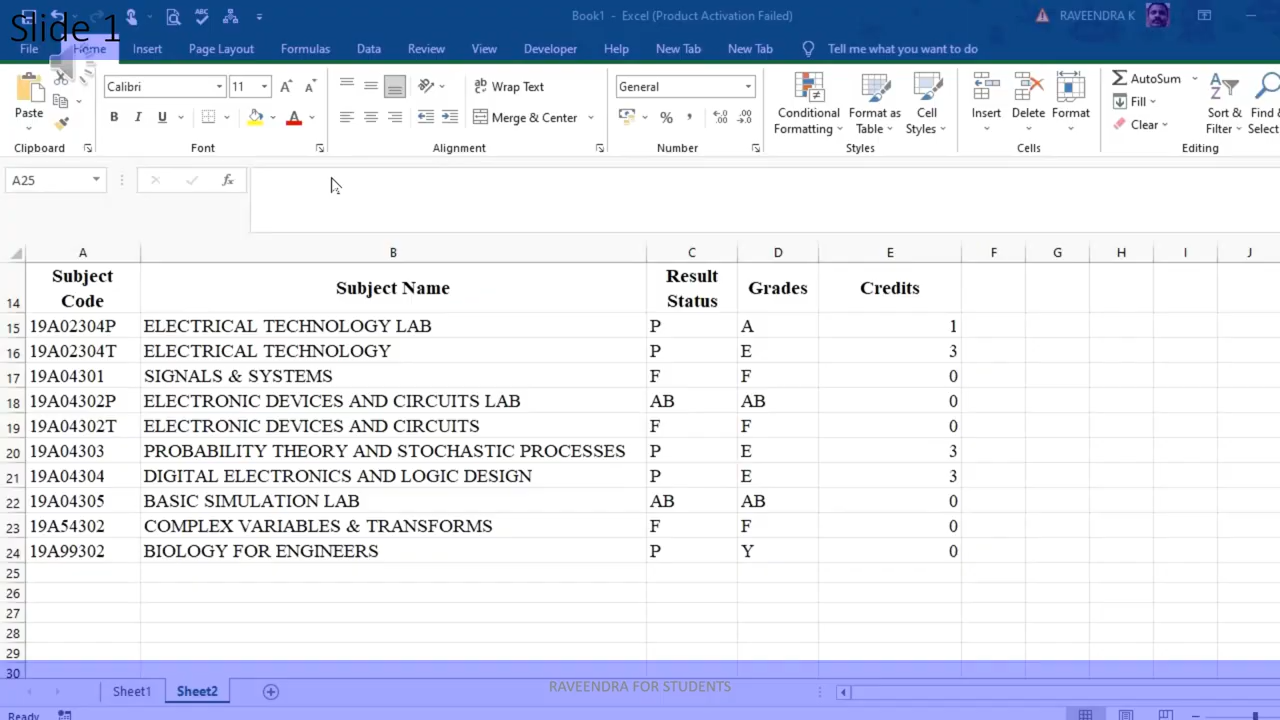 Slide 1
Book1 - Excel (Product Activation Failed)
RAVEENDRA K
File Home Insert Page Layout Formulas Data Review View Developer Help New Tab New Tab Tell me what you want to do
Paste
Calibri 11
B I U A
Wrap Text
Merge & Center
General
%
Conditional Formatting
Format as Table
Cell Styles
Insert Delete Format
AutoSum
Fill
Clear
Sort & Filter
Find & Select
Clipboard Font Alignment Number Styles Cells Editing
A25 fx
A B C D E F G H I J
14 Subject Code Subject Name Result Status Grades Credits
15 19A02304P ELECTRICAL TECHNOLOGY LAB P A 1
16 19A02304T ELECTRICAL TECHNOLOGY P E 3
17 19A04301 SIGNALS & SYSTEMS F F 0
18 19A04302P ELECTRONIC DEVICES AND CIRCUITS LAB AB AB 0
19 19A04302T ELECTRONIC DEVICES AND CIRCUITS F F 0
20 19A04303 PROBABILITY THEORY AND STOCHASTIC PROCESSES P E 3
21 19A04304 DIGITAL ELECTRONICS AND LOGIC DESIGN P E 3
22 19A04305 BASIC SIMULATION LAB AB AB 0
23 19A54302 COMPLEX VARIABLES & TRANSFORMS F F 0
24 19A99302 BIOLOGY FOR ENGINEERS P Y 0
25
26
27
28
29
30
Sheet1 Sheet2
RAVEENDRA FOR STUDENTS
Ready